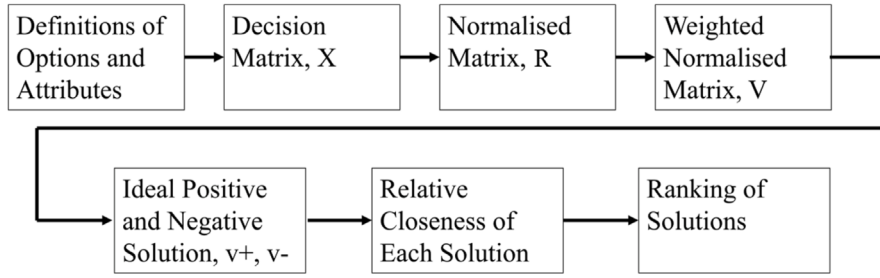 Definitions of
Options and
Attributes
Decision
Matrix, X
Normalised
Matrix, R
Weighted
Normalised
Matrix, V
Ideal Positive
and Negative
Solution, v+, v-
Relative
Closeness of
Each Solution
Ranking of
Solutions